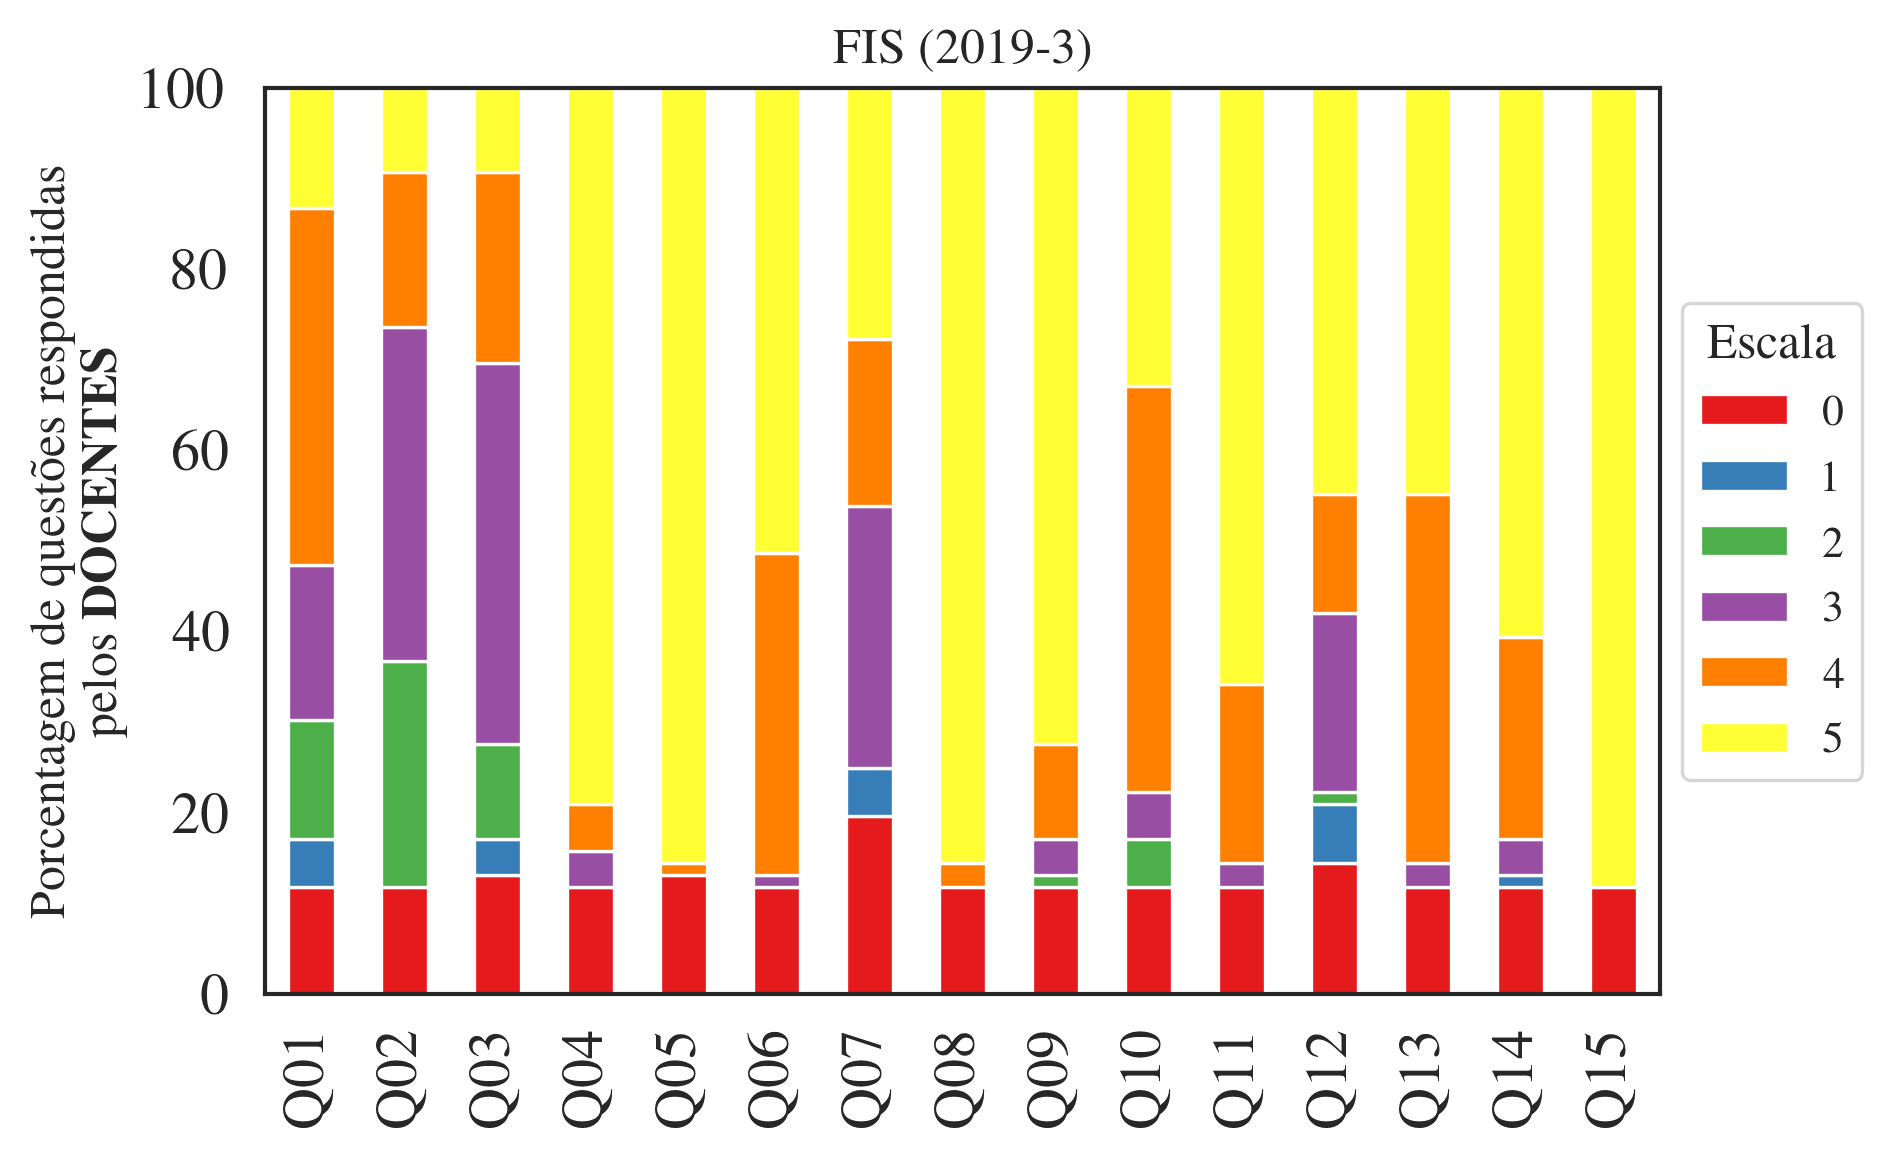 FIS (2019-3)
Porcentagem de questões respondidas
pelos DOCENTES
100
80
60
40
20
0
Q01
Q02
Q03
Q04
Q05
Q06
Q07
Q08
Q09
Q10
Q11
Q12
Q13
Q14
Q15
Escala
0
1
2
3
4
5